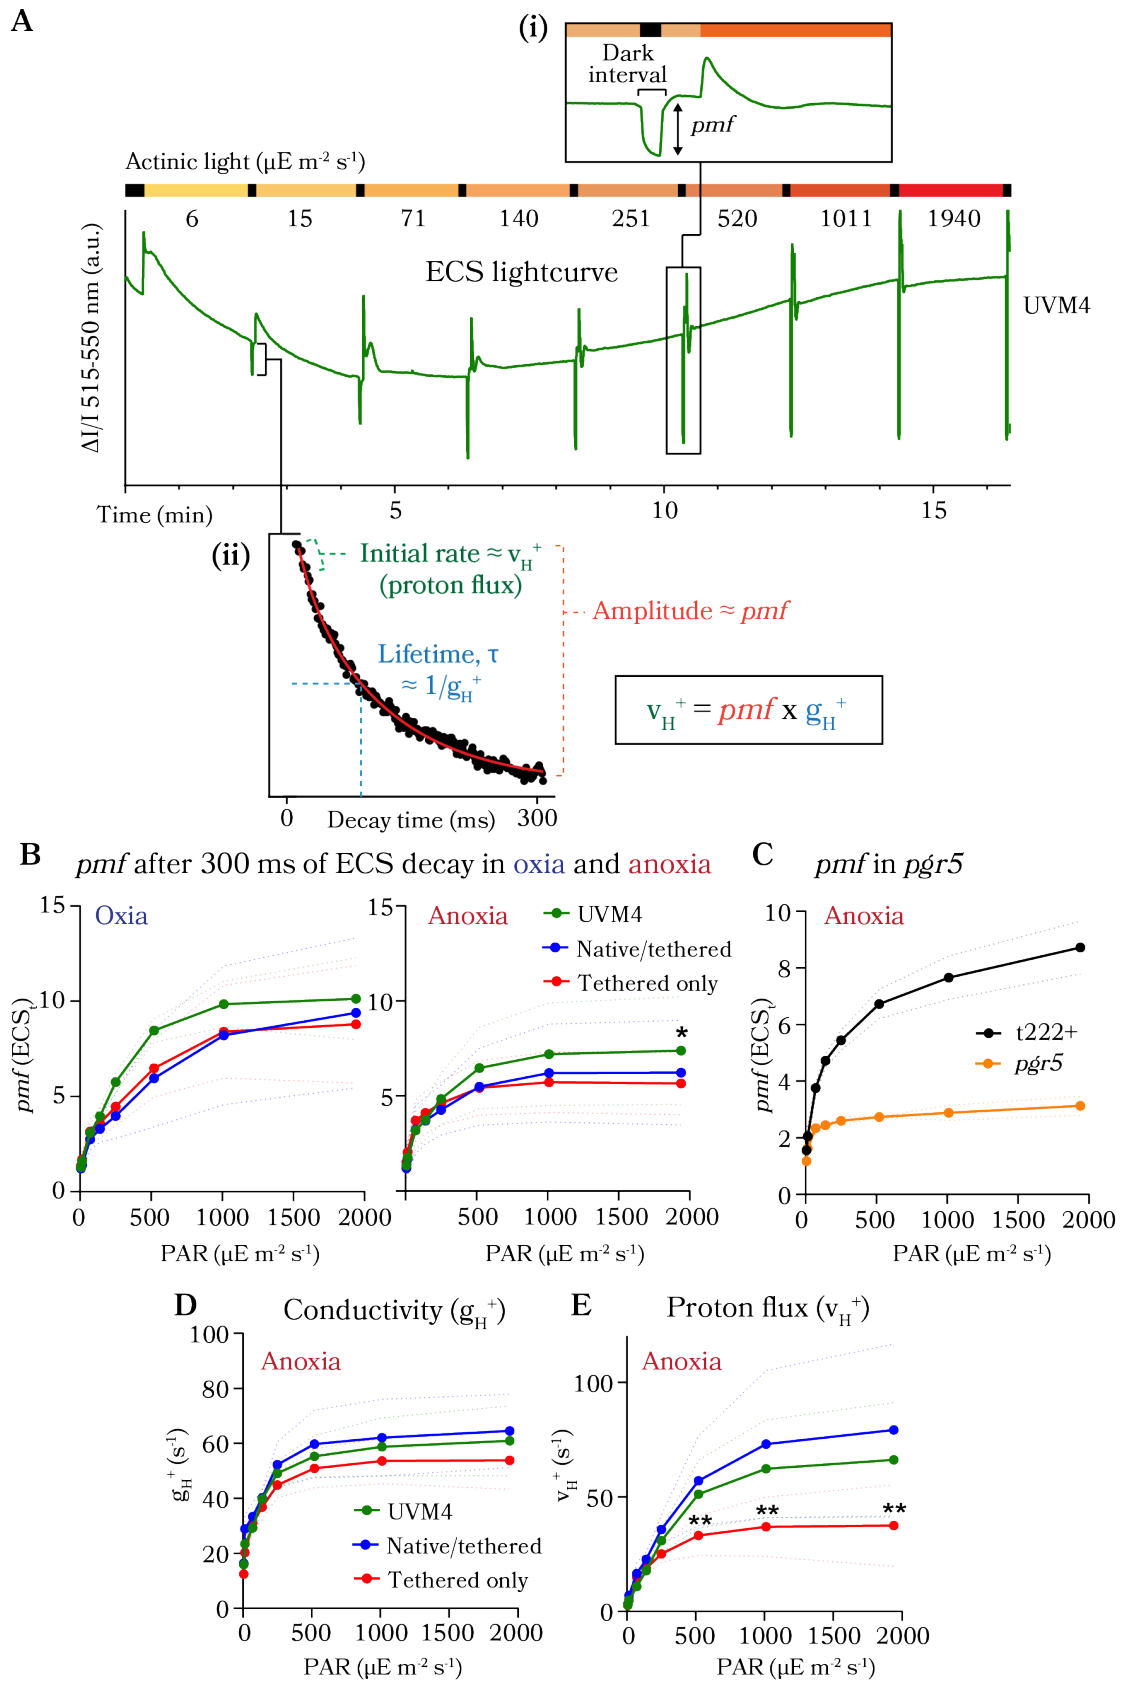 A
(i)
Dark
interval
pmf
Actinic light (µE m-2 s-1)
6 15 71 140 251 520 1011 1940
ECS lightcurve
UVM4
ΔI/I 515-550 nm (a.u.)
Time (min) 5 10 15
(ii)
Initial rate ≈ vH+
(proton flux)
Amplitude ≈ pmf
Lifetime, τ
≈ 1/gH+
vH+ = pmf x gH+
0 Decay time (ms) 300
B pmf after 300 ms of ECS decay in oxia and anoxia
Oxia
15
10
5
0
pmf (ECSt)
0 500 1000 1500 2000
PAR (µE m-2 s-1)
Anoxia
15
10
5
UVM4
Native/tethered
Tethered only
*
0 500 1000 1500 2000
PAR (µE m-2 s-1)
C pmf in pgr5
Anoxia
10
8
6
4
2
0
pmf (ECSt)
t222+
pgr5
0 500 1000 1500 2000
PAR (µE m-2 s-1)
D Conductivity (gH+)
Anoxia
100
80
60
40
20
0
gH+ (s-1)
UVM4
Native/tethered
Tethered only
0 500 1000 1500 2000
PAR (µE m-2 s-1)
E Proton flux (vH+)
Anoxia
100
50
0
vH+ (s-1)
** ** **
0 500 1000 1500 2000
PAR (µE m-2 s-1)